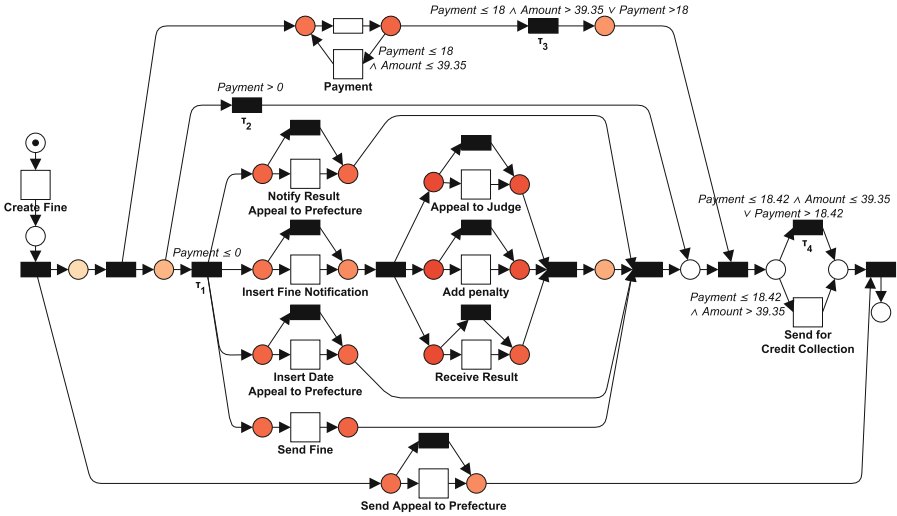 Payment ≤ 18 ∧ Amount > 39.35 ∨ Payment >18
τ3
Payment ≤ 18
∧ Amount ≤ 39.35
Payment
Payment > 0
τ2
Create Fine
Notify Result
Appeal to Prefecture
Appeal to Judge
Payment ≤ 18.42 ∧ Amount ≤ 39.35
∨ Payment > 18.42
τ4
Payment ≤ 0
τ1
Insert Fine Notification
Add penalty
Payment ≤ 18.42
∧ Amount > 39.35
Send for
Credit Collection
Insert Date
Appeal to Prefecture
Receive Result
Send Fine
Send Appeal to Prefecture